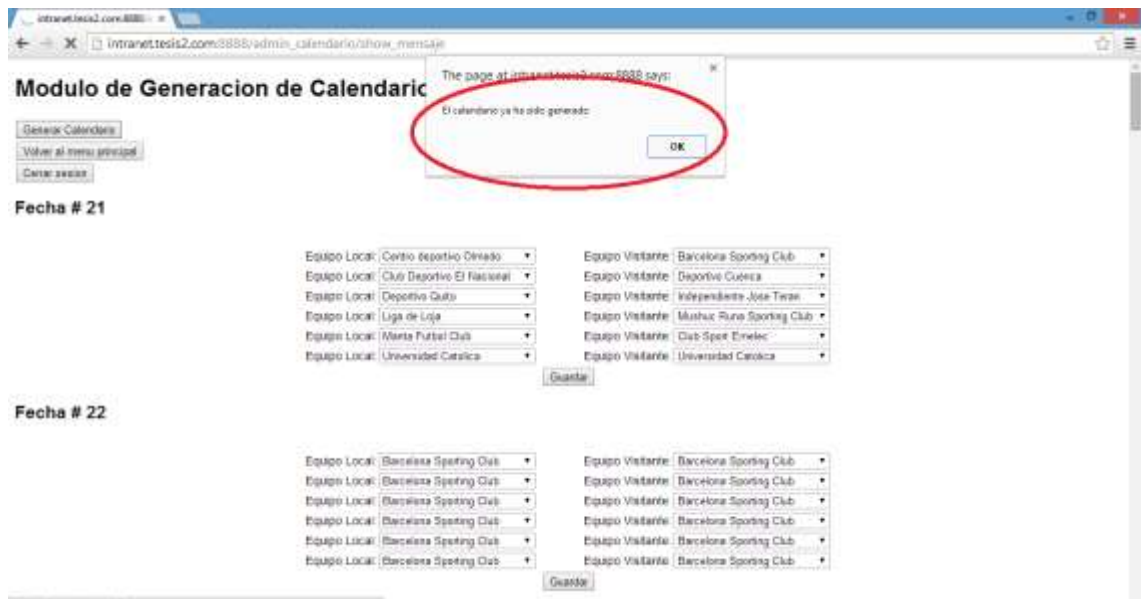 intranet.tesis2.com:8888
intranet.tesis2.com:8888/admin_calendario/show_mensaje
The page at intranet.tesis2.com:8888 says:
Modulo de Generacion de Calendario
El calendario ya ha sido generado
OK
Generar Calendario
Volver al menu principal
Cerrar sesion
Fecha # 21
Equipo Local: Centro deportivo Olmedo Equipo Visitante: Barcelona Sporting Club
Equipo Local: Club Deportivo El Nacional Equipo Visitante: Deportivo Cuenca
Equipo Local: Deportivo Quito Equipo Visitante: Independiente Jose Teran
Equipo Local: Liga de Loja Equipo Visitante: Mushuc Runa Sporting Club
Equipo Local: Manta Futbol Club Equipo Visitante: Club Sport Emelec
Equipo Local: Universidad Catolica Equipo Visitante: Universidad Catolica
Guardar
Fecha # 22
Equipo Local: Barcelona Sporting Club Equipo Visitante: Barcelona Sporting Club
Equipo Local: Barcelona Sporting Club Equipo Visitante: Barcelona Sporting Club
Equipo Local: Barcelona Sporting Club Equipo Visitante: Barcelona Sporting Club
Equipo Local: Barcelona Sporting Club Equipo Visitante: Barcelona Sporting Club
Equipo Local: Barcelona Sporting Club Equipo Visitante: Barcelona Sporting Club
Equipo Local: Barcelona Sporting Club Equipo Visitante: Barcelona Sporting Club
Guardar